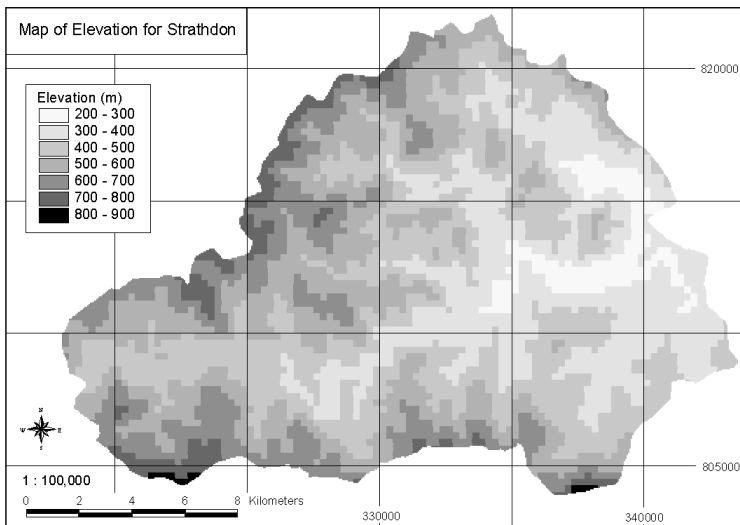 Map of Elevation for Strathdon
820000
Elevation (m)
200 - 300
300 - 400
400 - 500
500 - 600
600 - 700
700 - 800
800 - 900
N
W E
S
805000
1 : 100,000
0 2 4 6 8 Kilometers
330000 340000